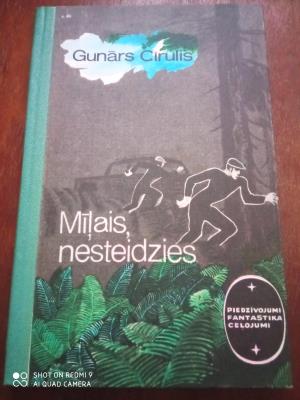 Gunārs Cīrulis
Mīļais,
nesteidzies
PIEDZĪVOJUMI
FANTASTIKA
CEĻOJUMI
SHOT ON REDMI 9
AI QUAD CAMERA